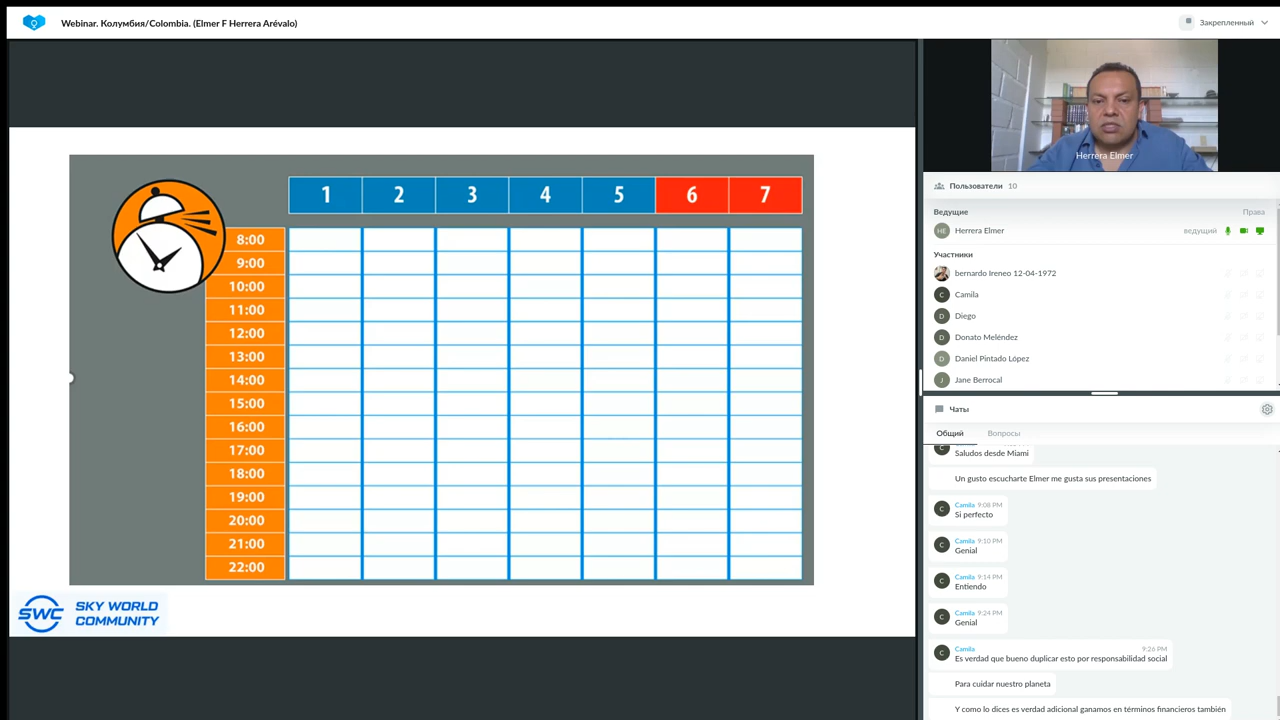 Webinar. Колумбия/Colombia. (Elmer F Herrera Arévalo)
Закрепленный
1 2 3 4 5 6 7
8:00
9:00
10:00
11:00
12:00
13:00
14:00
15:00
16:00
17:00
18:00
19:00
20:00
21:00
22:00
SWC SKY WORLD
COMMUNITY
Herrera Elmer
Пользователи 10
Ведущие Права
HE Herrera Elmer ведущий
Участники
bernardo Ireneo 12-04-1972
C Camila
D Diego
D Donato Meléndez
D Daniel Pintado López
J Jane Berrocal
Чаты
Общий Вопросы
C Saludos desde Miami
Un gusto escucharte Elmer me gusta sus presentaciones
C Camila 9:08 PM
Si perfecto
C Camila 9:10 PM
Genial
C Camila 9:14 PM
Entiendo
C Camila 9:24 PM
Genial
C Camila 9:26 PM
Es verdad que bueno duplicar esto por responsabilidad social
Para cuidar nuestro planeta
Y como lo dices es verdad adicional ganamos en términos financieros también